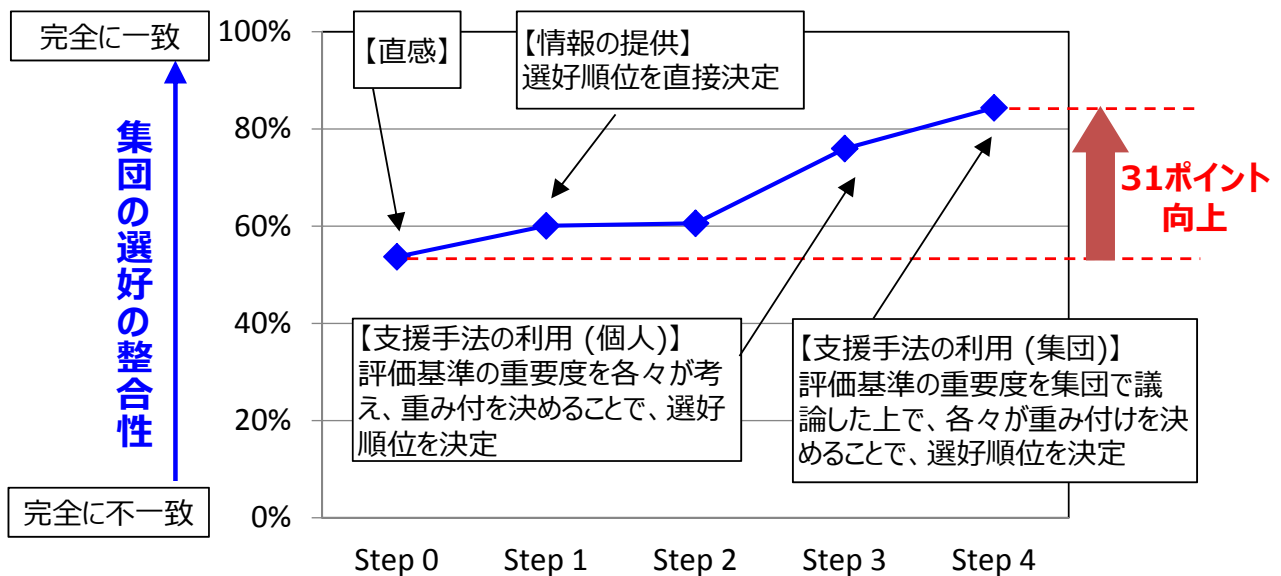 完全に一致
集団の選好の整合性
完全に不一致
100%
80%
60%
40%
20%
0%
【直感】
【情報の提供】
選好順位を直接決定
31ポイント
向上
【支援手法の利用 (個人)】
評価基準の重要度を各々が考
え、重み付を決めることで、選好
順位を決定
【支援手法の利用 (集団)】
評価基準の重要度を集団で議
論した上で、各々が重み付けを決
めることで、選好順位を決定
Step 0
Step 1
Step 2
Step 3
Step 4